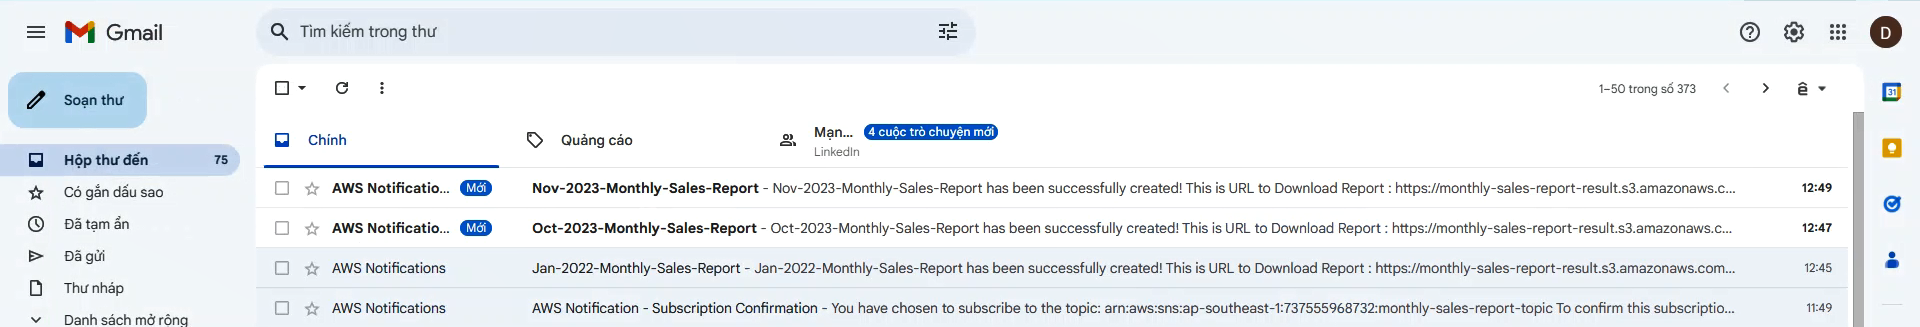 Gmail
Tìm kiếm trong thư
D
Soạn thư
1–50 trong số 373
31
Chính
Quảng cáo
Mạn... 4 cuộc trò chuyện mới
LinkedIn
Hộp thư đến 75
Có gắn dấu sao
Đã tạm ẩn
Đã gửi
Thư nháp
Danh sách mở rộng
AWS Notificatio... Mới Nov-2023-Monthly-Sales-Report - Nov-2023-Monthly-Sales-Report has been successfully created! This is URL to Download Report : https://monthly-sales-report-result.s3.amazonaws.c... 12:49
AWS Notificatio... Mới Oct-2023-Monthly-Sales-Report - Oct-2023-Monthly-Sales-Report has been successfully created! This is URL to Download Report : https://monthly-sales-report-result.s3.amazonaws.c... 12:47
AWS Notifications Jan-2022-Monthly-Sales-Report - Jan-2022-Monthly-Sales-Report has been successfully created! This is URL to Download Report : https://monthly-sales-report-result.s3.amazonaws.com... 12:45
AWS Notifications AWS Notification - Subscription Confirmation - You have chosen to subscribe to the topic: arn:aws:sns:ap-southeast-1:737555968732:monthly-sales-report-topic To confirm this subscriptio... 11:49